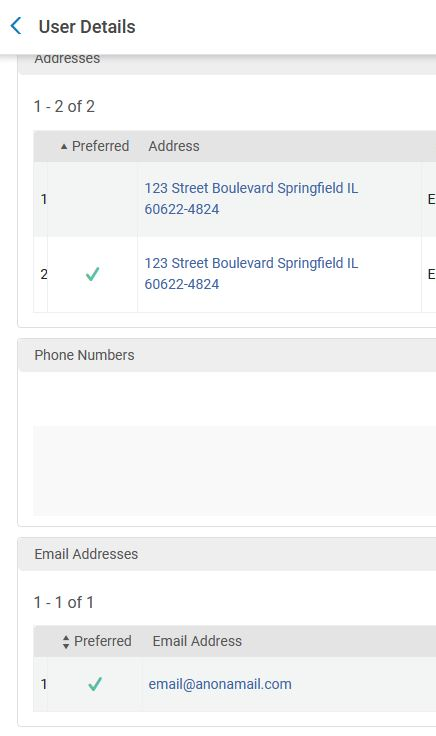 User Details
Addresses
1 - 2 of 2
Preferred Address
1 123 Street Boulevard Springfield IL
60622-4824 E
2 123 Street Boulevard Springfield IL
60622-4824 E
Phone Numbers
Email Addresses
1 - 1 of 1
Preferred Email Address
1 email@anonamail.com